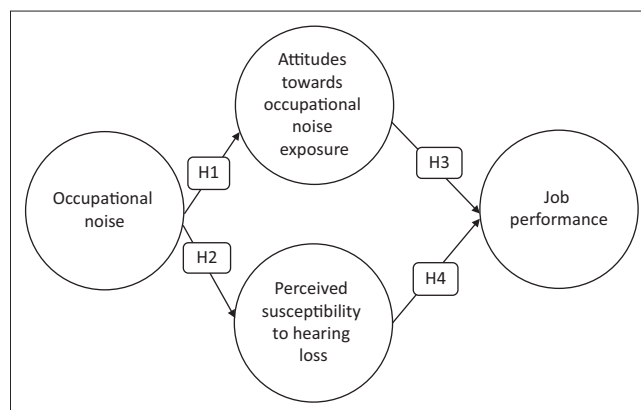 Attitudes
towards
occupational
noise
exposure
H1
H3
Occupational
noise
Job
performance
H2
H4
Perceived
susceptibility
to hearing
loss